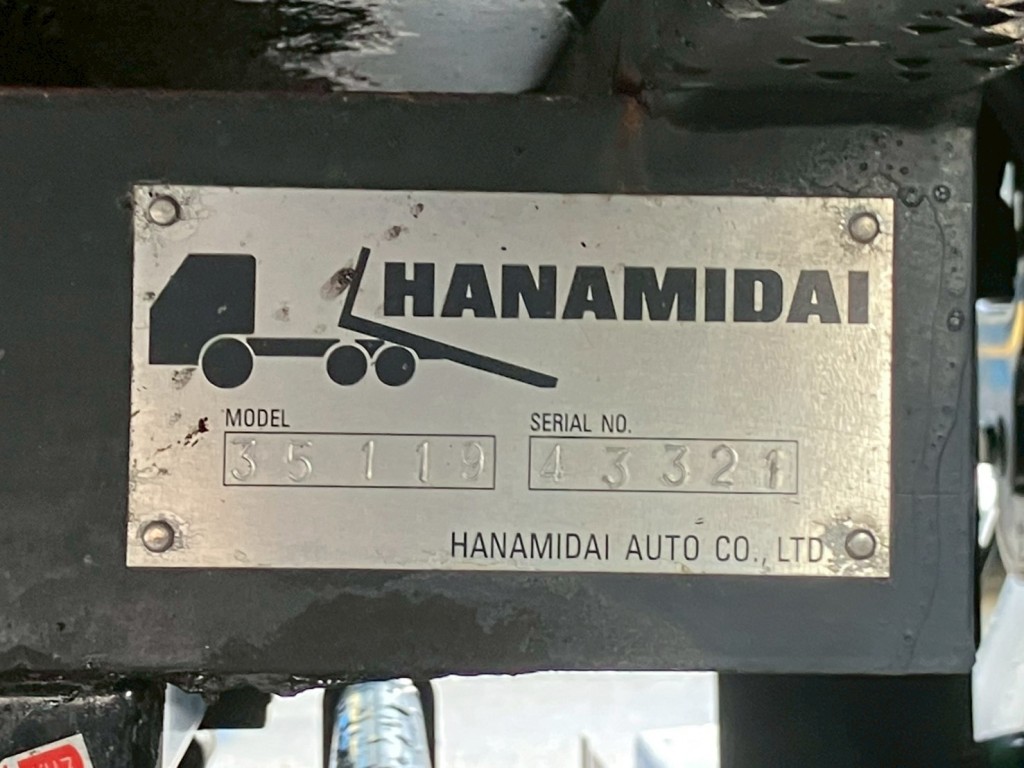 HANAMIDAI
MODEL SERIAL NO.
35119 43321
HANAMIDAI AUTO CO., LTD.